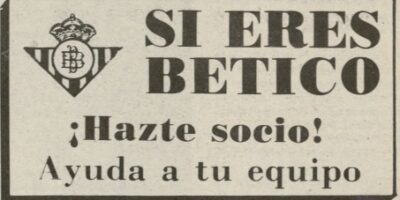 SI ERES
BETICO
¡Hazte socio!
Ayuda a tu equipo